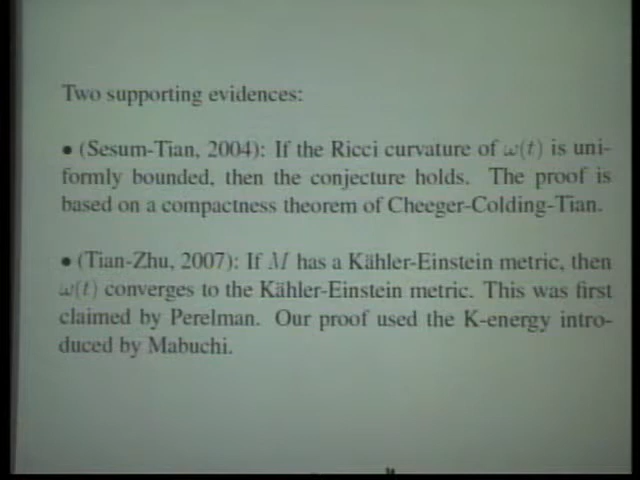 Two supporting evidences:
• (Sesum-Tian, 2004): If the Ricci curvature of ω(t) is uni-
formly bounded, then the conjecture holds. The proof is
based on a compactness theorem of Cheeger-Colding-Tian.
• (Tian-Zhu, 2007): If M has a Kähler-Einstein metric, then
ω(t) converges to the Kähler-Einstein metric. This was first
claimed by Perelman. Our proof used the K-energy intro-
duced by Mabuchi.